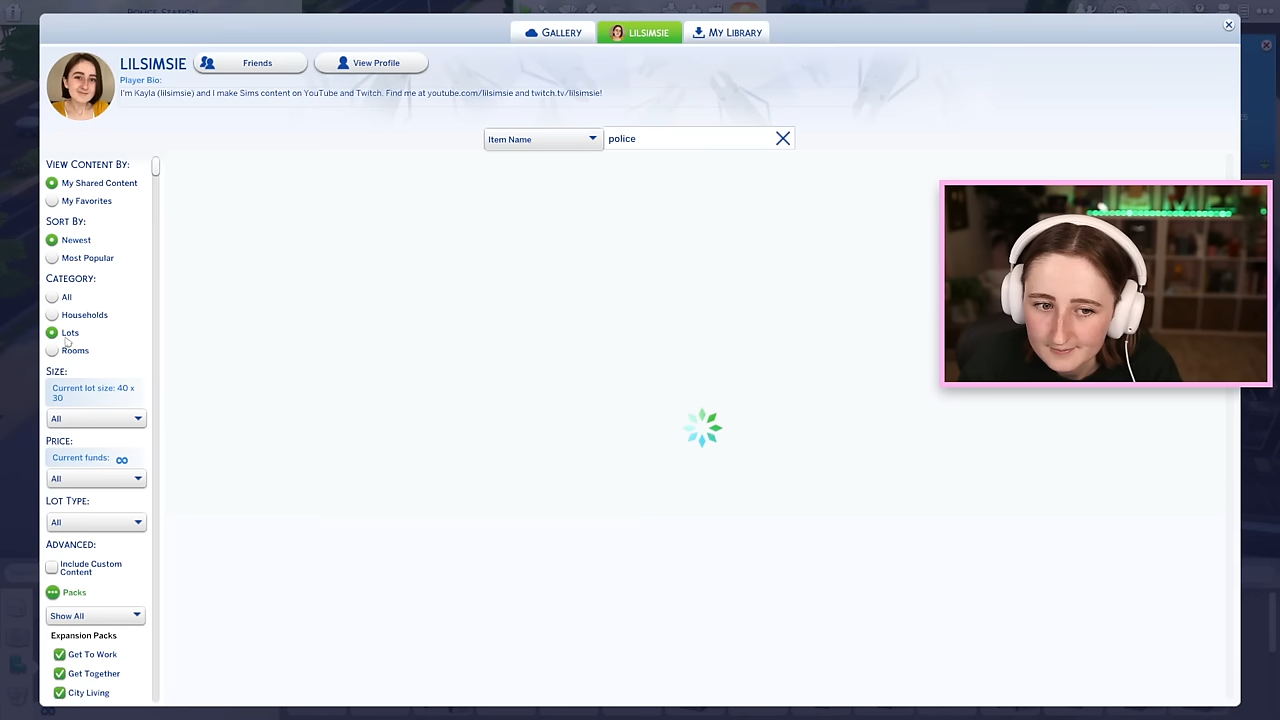 POLICE STATION
GALLERY
LILSIMSIE
MY LIBRARY
LILSIMSIE
Friends
View Profile
Player Bio:
I'm Kayla (lilsimsie) and I make Sims content on YouTube and Twitch. Find me at youtube.com/lilsimsie and twitch.tv/lilsimsie!
Item Name
police
VIEW CONTENT BY:
My Shared Content
My Favorites
SORT BY:
Newest
Most Popular
CATEGORY:
All
Households
Lots
Rooms
SIZE:
Current lot size: 40 x
30
All
PRICE:
Current funds: ∞
All
LOT TYPE:
All
ADVANCED:
Include Custom
Content
Packs
Show All
Expansion Packs
Get To Work
Get Together
City Living